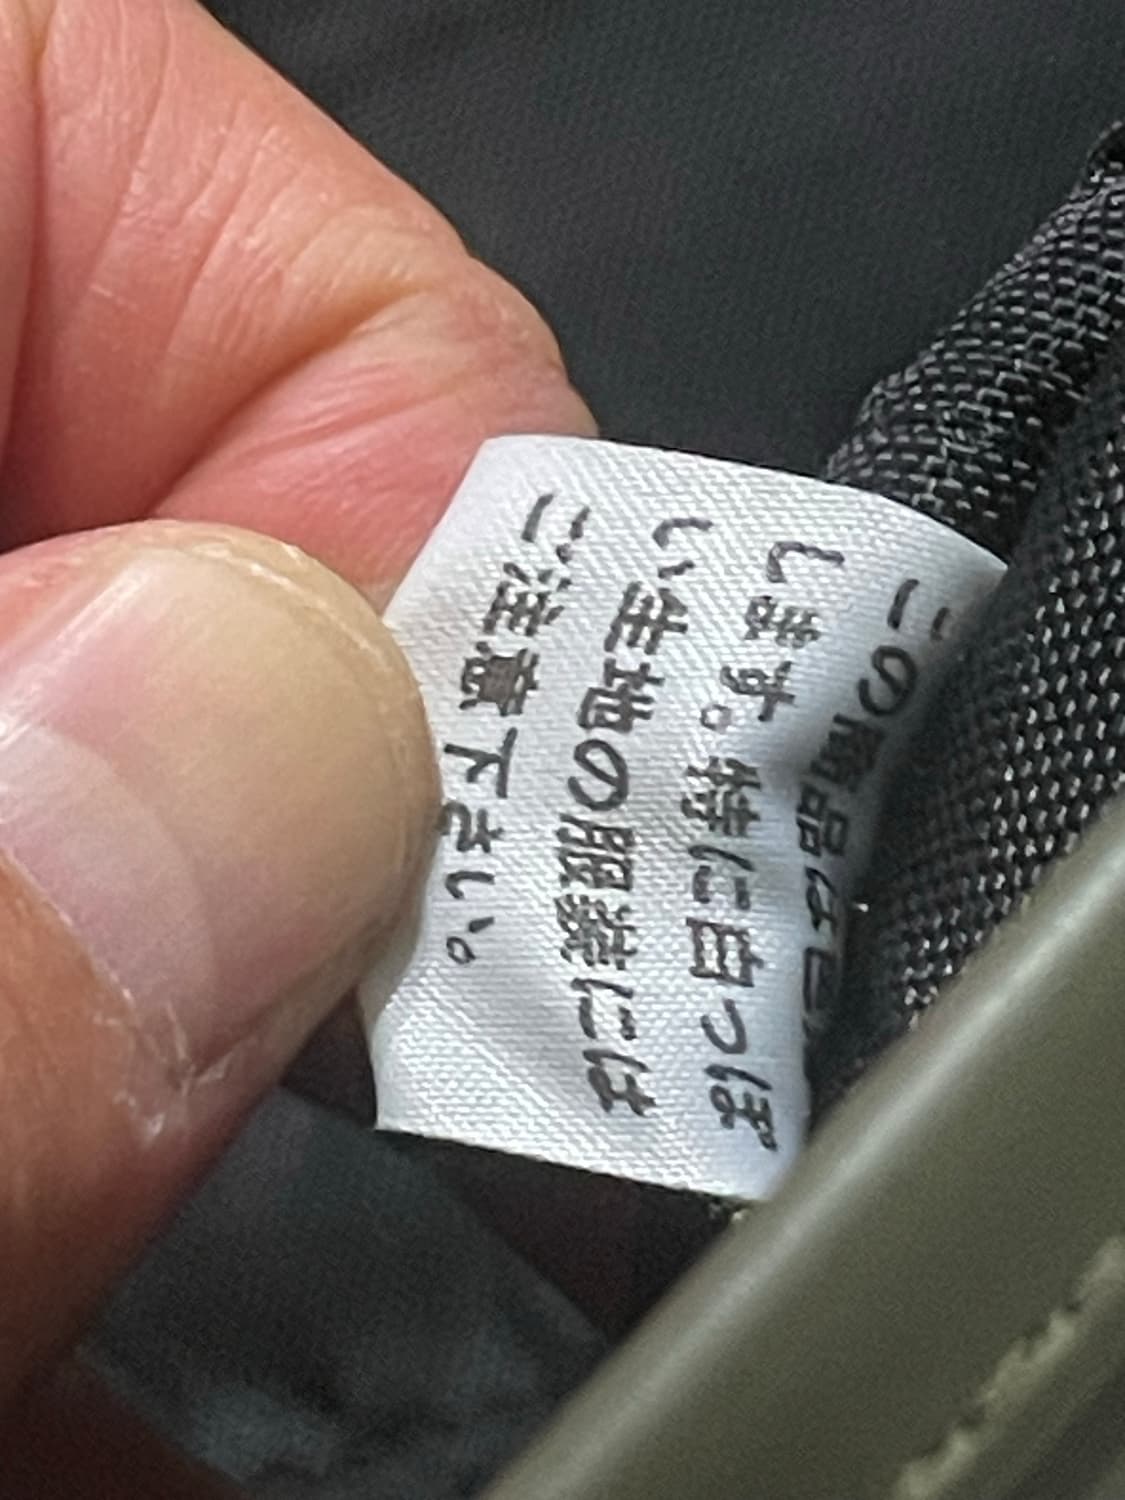 この商品は色
します。特に白っぽ
い生地の服装には
ご注意下さい。